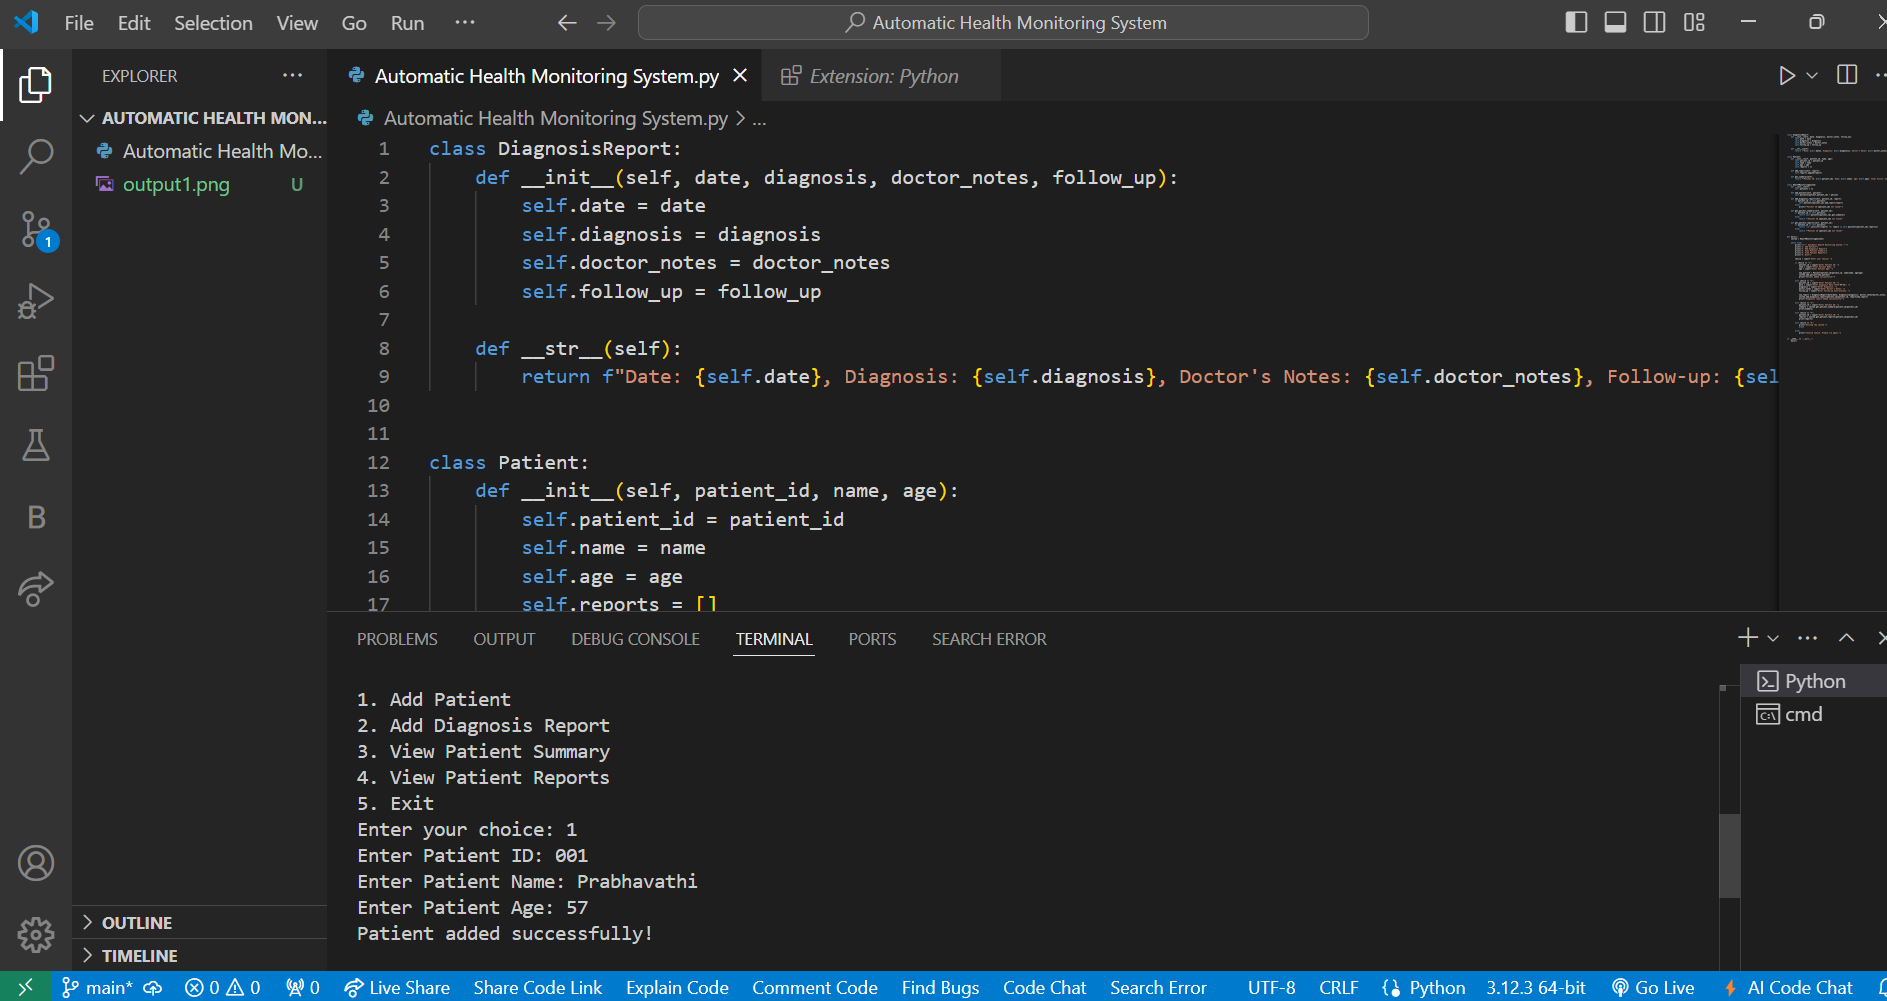 File Edit Selection View Go Run ···
Automatic Health Monitoring System
EXPLORER ···
AUTOMATIC HEALTH MON...
Automatic Health Mo...
output1.png U
1
B
OUTLINE
TIMELINE
Automatic Health Monitoring System.py
Extension: Python
Automatic Health Monitoring System.py > ...
1 class DiagnosisReport:
2 def __init__(self, date, diagnosis, doctor_notes, follow_up):
3 self.date = date
4 self.diagnosis = diagnosis
5 self.doctor_notes = doctor_notes
6 self.follow_up = follow_up
7
8 def __str__(self):
9 return f"Date: {self.date}, Diagnosis: {self.diagnosis}, Doctor's Notes: {self.doctor_notes}, Follow-up: {sel
10
11
12 class Patient:
13 def __init__(self, patient_id, name, age):
14 self.patient_id = patient_id
15 self.name = name
16 self.age = age
17 self.reports = []
PROBLEMS OUTPUT DEBUG CONSOLE TERMINAL PORTS SEARCH ERROR
1. Add Patient
2. Add Diagnosis Report
3. View Patient Summary
4. View Patient Reports
5. Exit
Enter your choice: 1
Enter Patient ID: 001
Enter Patient Name: Prabhavathi
Enter Patient Age: 57
Patient added successfully!
Python
cmd
main* 0 0 0 Live Share Share Code Link Explain Code Comment Code Find Bugs Code Chat Search Error UTF-8 CRLF Python 3.12.3 64-bit Go Live AI Code Chat